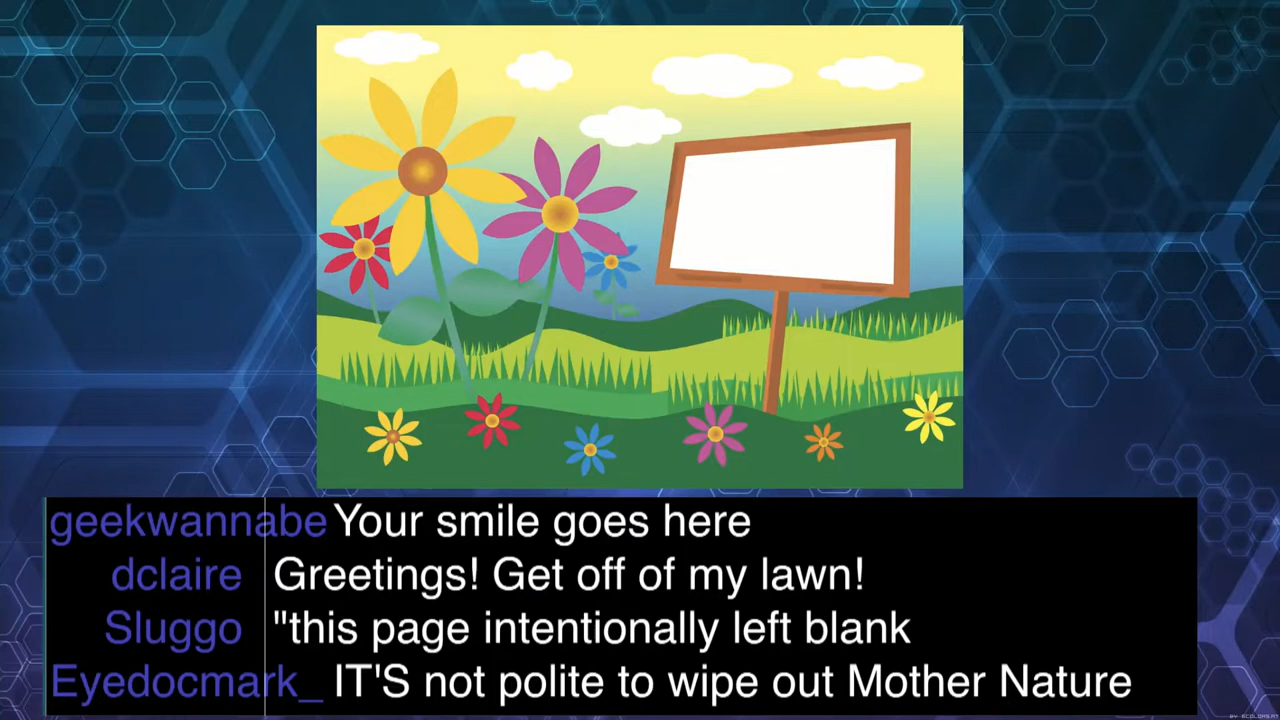 geekwannabe Your smile goes here
dclaire Greetings! Get off of my lawn!
Sluggo "this page intentionally left blank
Eyedocmark_ IT'S not polite to wipe out Mother Nature